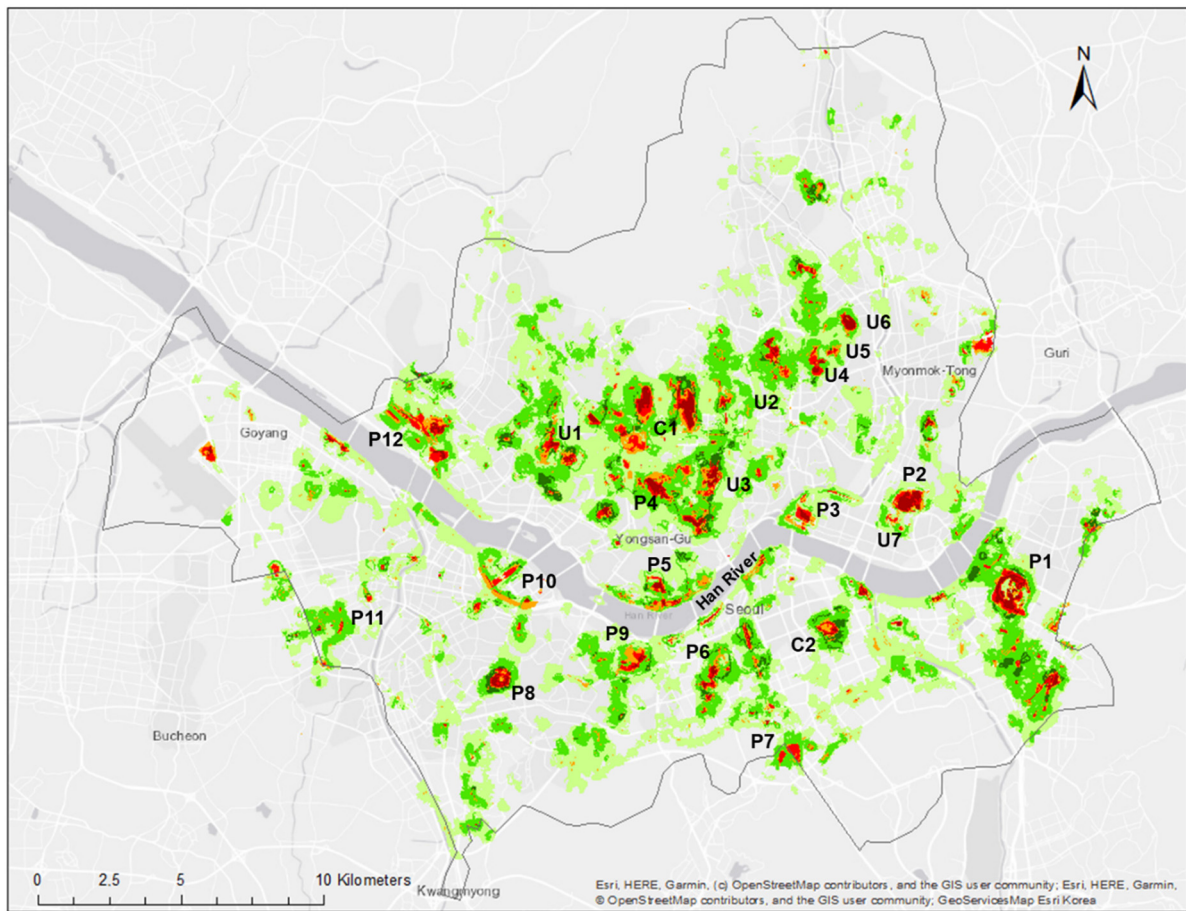 N
U6
U5
Guri
U4
Myonmok-Tong
U2
C1
U1
Goyang
P12
P2
U3
P4
P3
U7
Yongsan-Gu
P5
P1
P10
Han River
Seoul
Han River
P11
C2
P9
P6
P8
P7
Bucheon
0 2.5 5 10 Kilometers
Kwangmyong
Esri, HERE, Garmin, (c) OpenStreetMap contributors, and the GIS user community; Esri, HERE, Garmin,
© OpenStreetMap contributors, and the GIS user community; GeoServicesMap Esri Korea